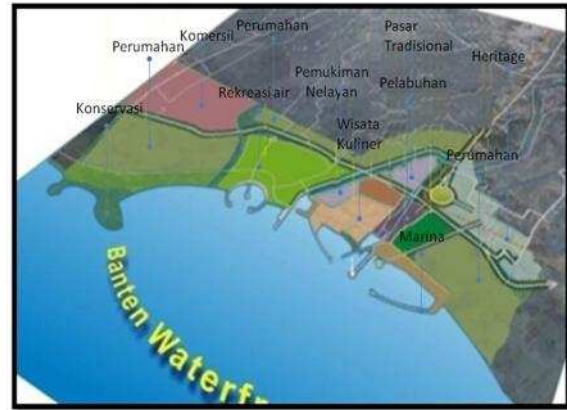 Perumahan
Komersil
Perumahan
Pasar
Tradisional
Heritage
Konservasi
Rekreasi air
Pemukiman
Nelayan
Pelabuhan
Wisata
Kuliner
Perumahan
Marina
Banten Waterfr